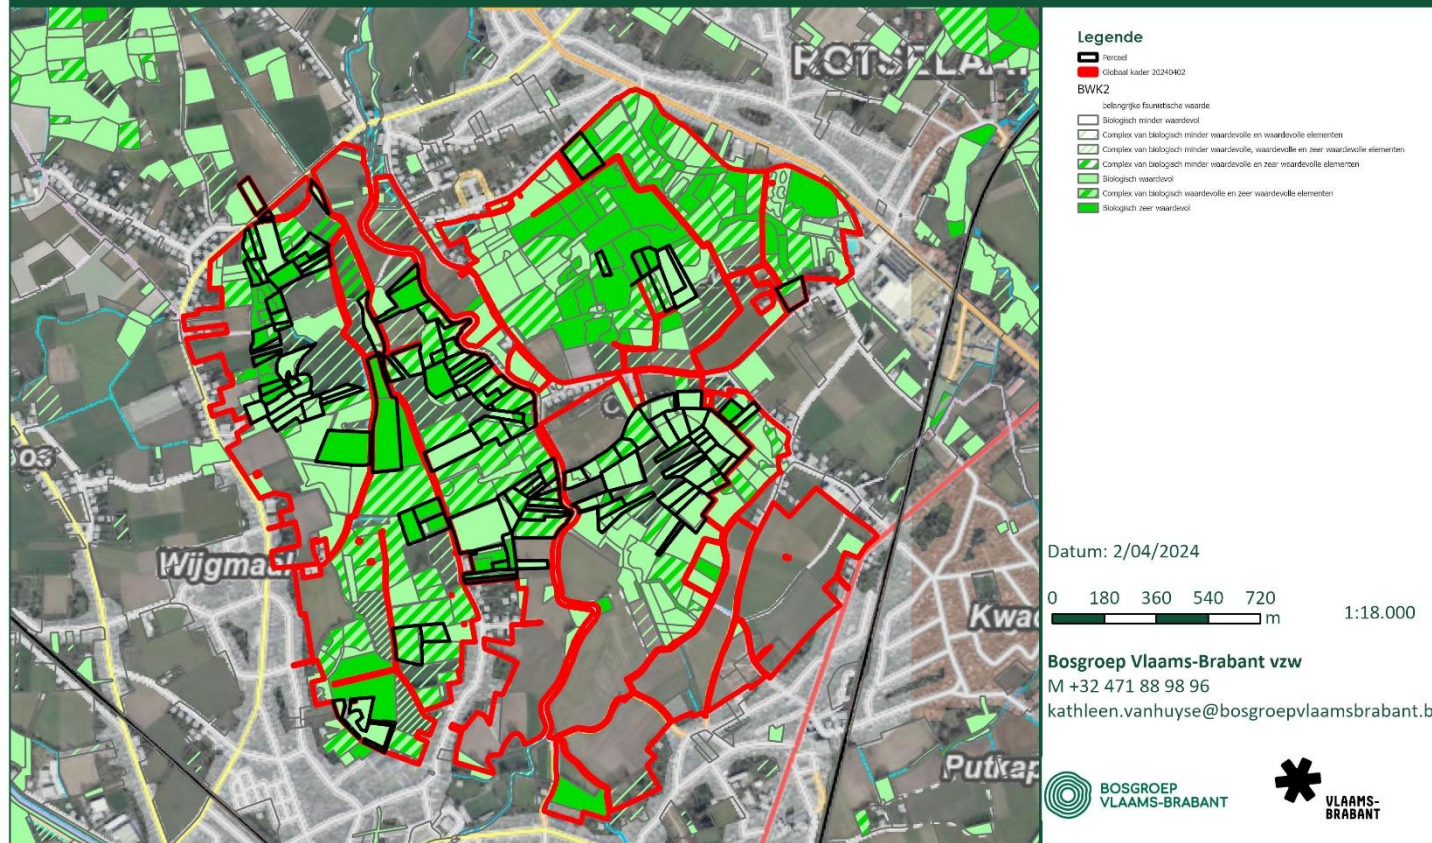 ROTSELAA
Wijgmaa
os
Kwa
Putkap
Legende
Perceel
Globaal kader 20240402
BWK2
belangrijke faunistische waarde
Biologisch minder waardevol
Complex van biologisch minder waardevolle en waardevolle elementen
Complex van biologisch minder waardevolle, waardevolle en zeer waardevolle elementen
Complex van biologisch minder waardevolle en zeer waardevolle elementen
Biologisch waardevol
Complex van biologisch waardevolle en zeer waardevolle elementen
Biologisch zeer waardevol
Datum: 2/04/2024
0 180 360 540 720
m
1:18.000
Bosgroep Vlaams-Brabant vzw
M +32 471 88 98 96
kathleen.vanhuyse@bosgroepvlaamsbrabant.b
BOSGROEP
VLAAMS-BRABANT
VLAAMS-
BRABANT